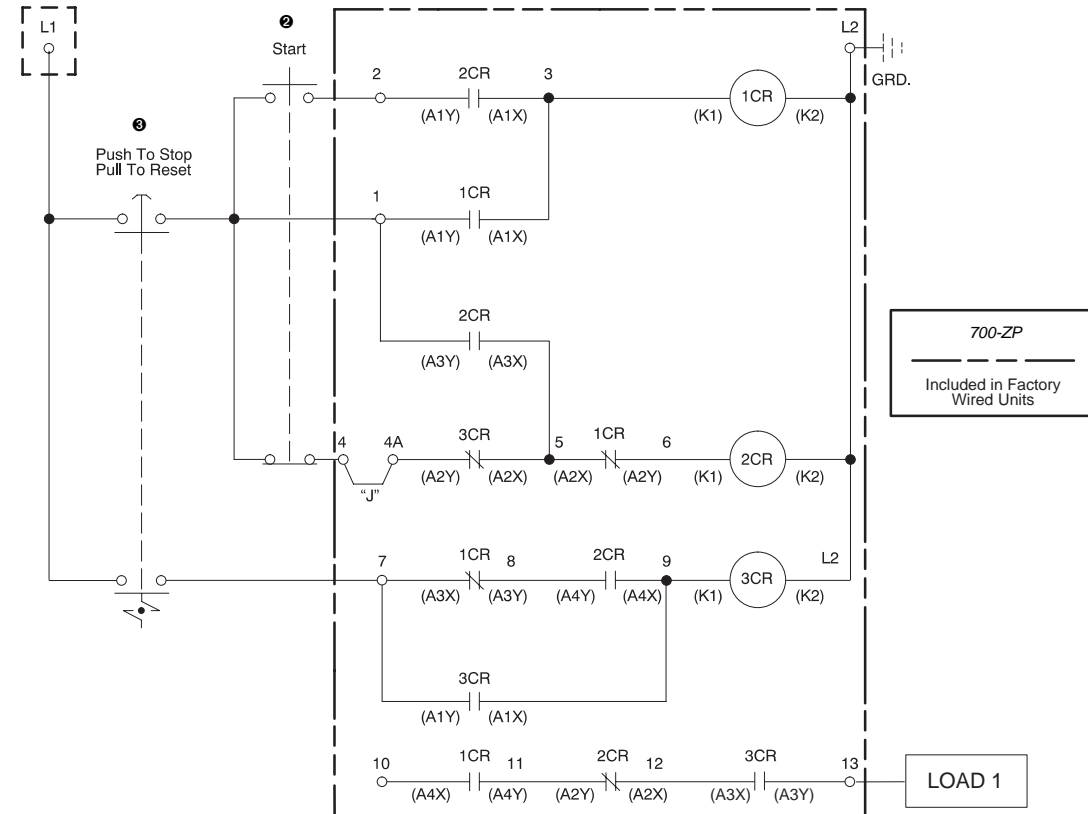 L1
❷
Start
L2
GRD.
2
2CR
3
(A1Y)
(A1X)
(K1)
1CR
(K2)
❸
Push To Stop
Pull To Reset
1
1CR
(A1Y)
(A1X)
2CR
(A3Y)
(A3X)
700-ZP
Included in Factory
Wired Units
4
4A
3CR
5
1CR
6
(A2Y)
(A2X)
(A2X)
(A2Y)
(K1)
2CR
(K2)
"J"
7
1CR
8
2CR
9
L2
(A3X)
(A3Y)
(A4Y)
(A4X)
(K1)
3CR
(K2)
3CR
(A1Y)
(A1X)
10
1CR
11
2CR
12
3CR
13
(A4X)
(A4Y)
(A2Y)
(A2X)
(A3X)
(A3Y)
LOAD 1